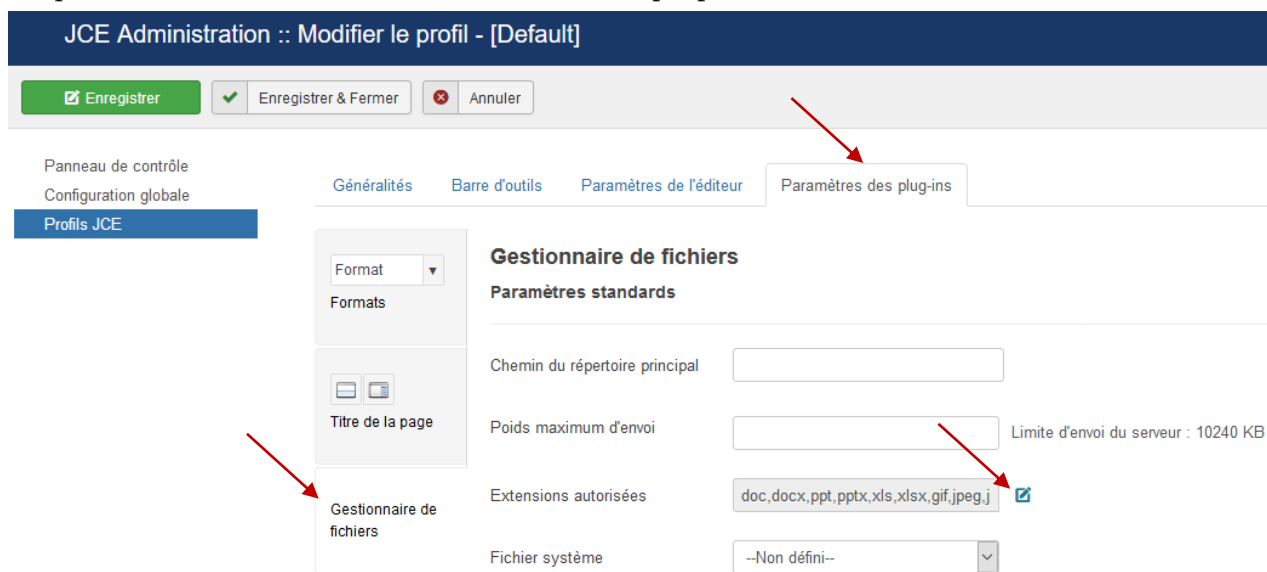 JCE Administration :: Modifier le profil - [Default]
Enregistrer Enregistrer & Fermer Annuler
Panneau de contrôle
Configuration globale
Profils JCE
Généralités Barre d'outils Paramètres de l'éditeur Paramètres des plug-ins
Format
Formats
Titre de la page
Gestionnaire de
fichiers
Gestionnaire de fichiers
Paramètres standards
Chemin du répertoire principal
Poids maximum d'envoi Limite d'envoi du serveur : 10240 KB
Extensions autorisées doc,docx,ppt,pptx,xls,xlsx,gif,jpeg,j
Fichier système --Non défini--